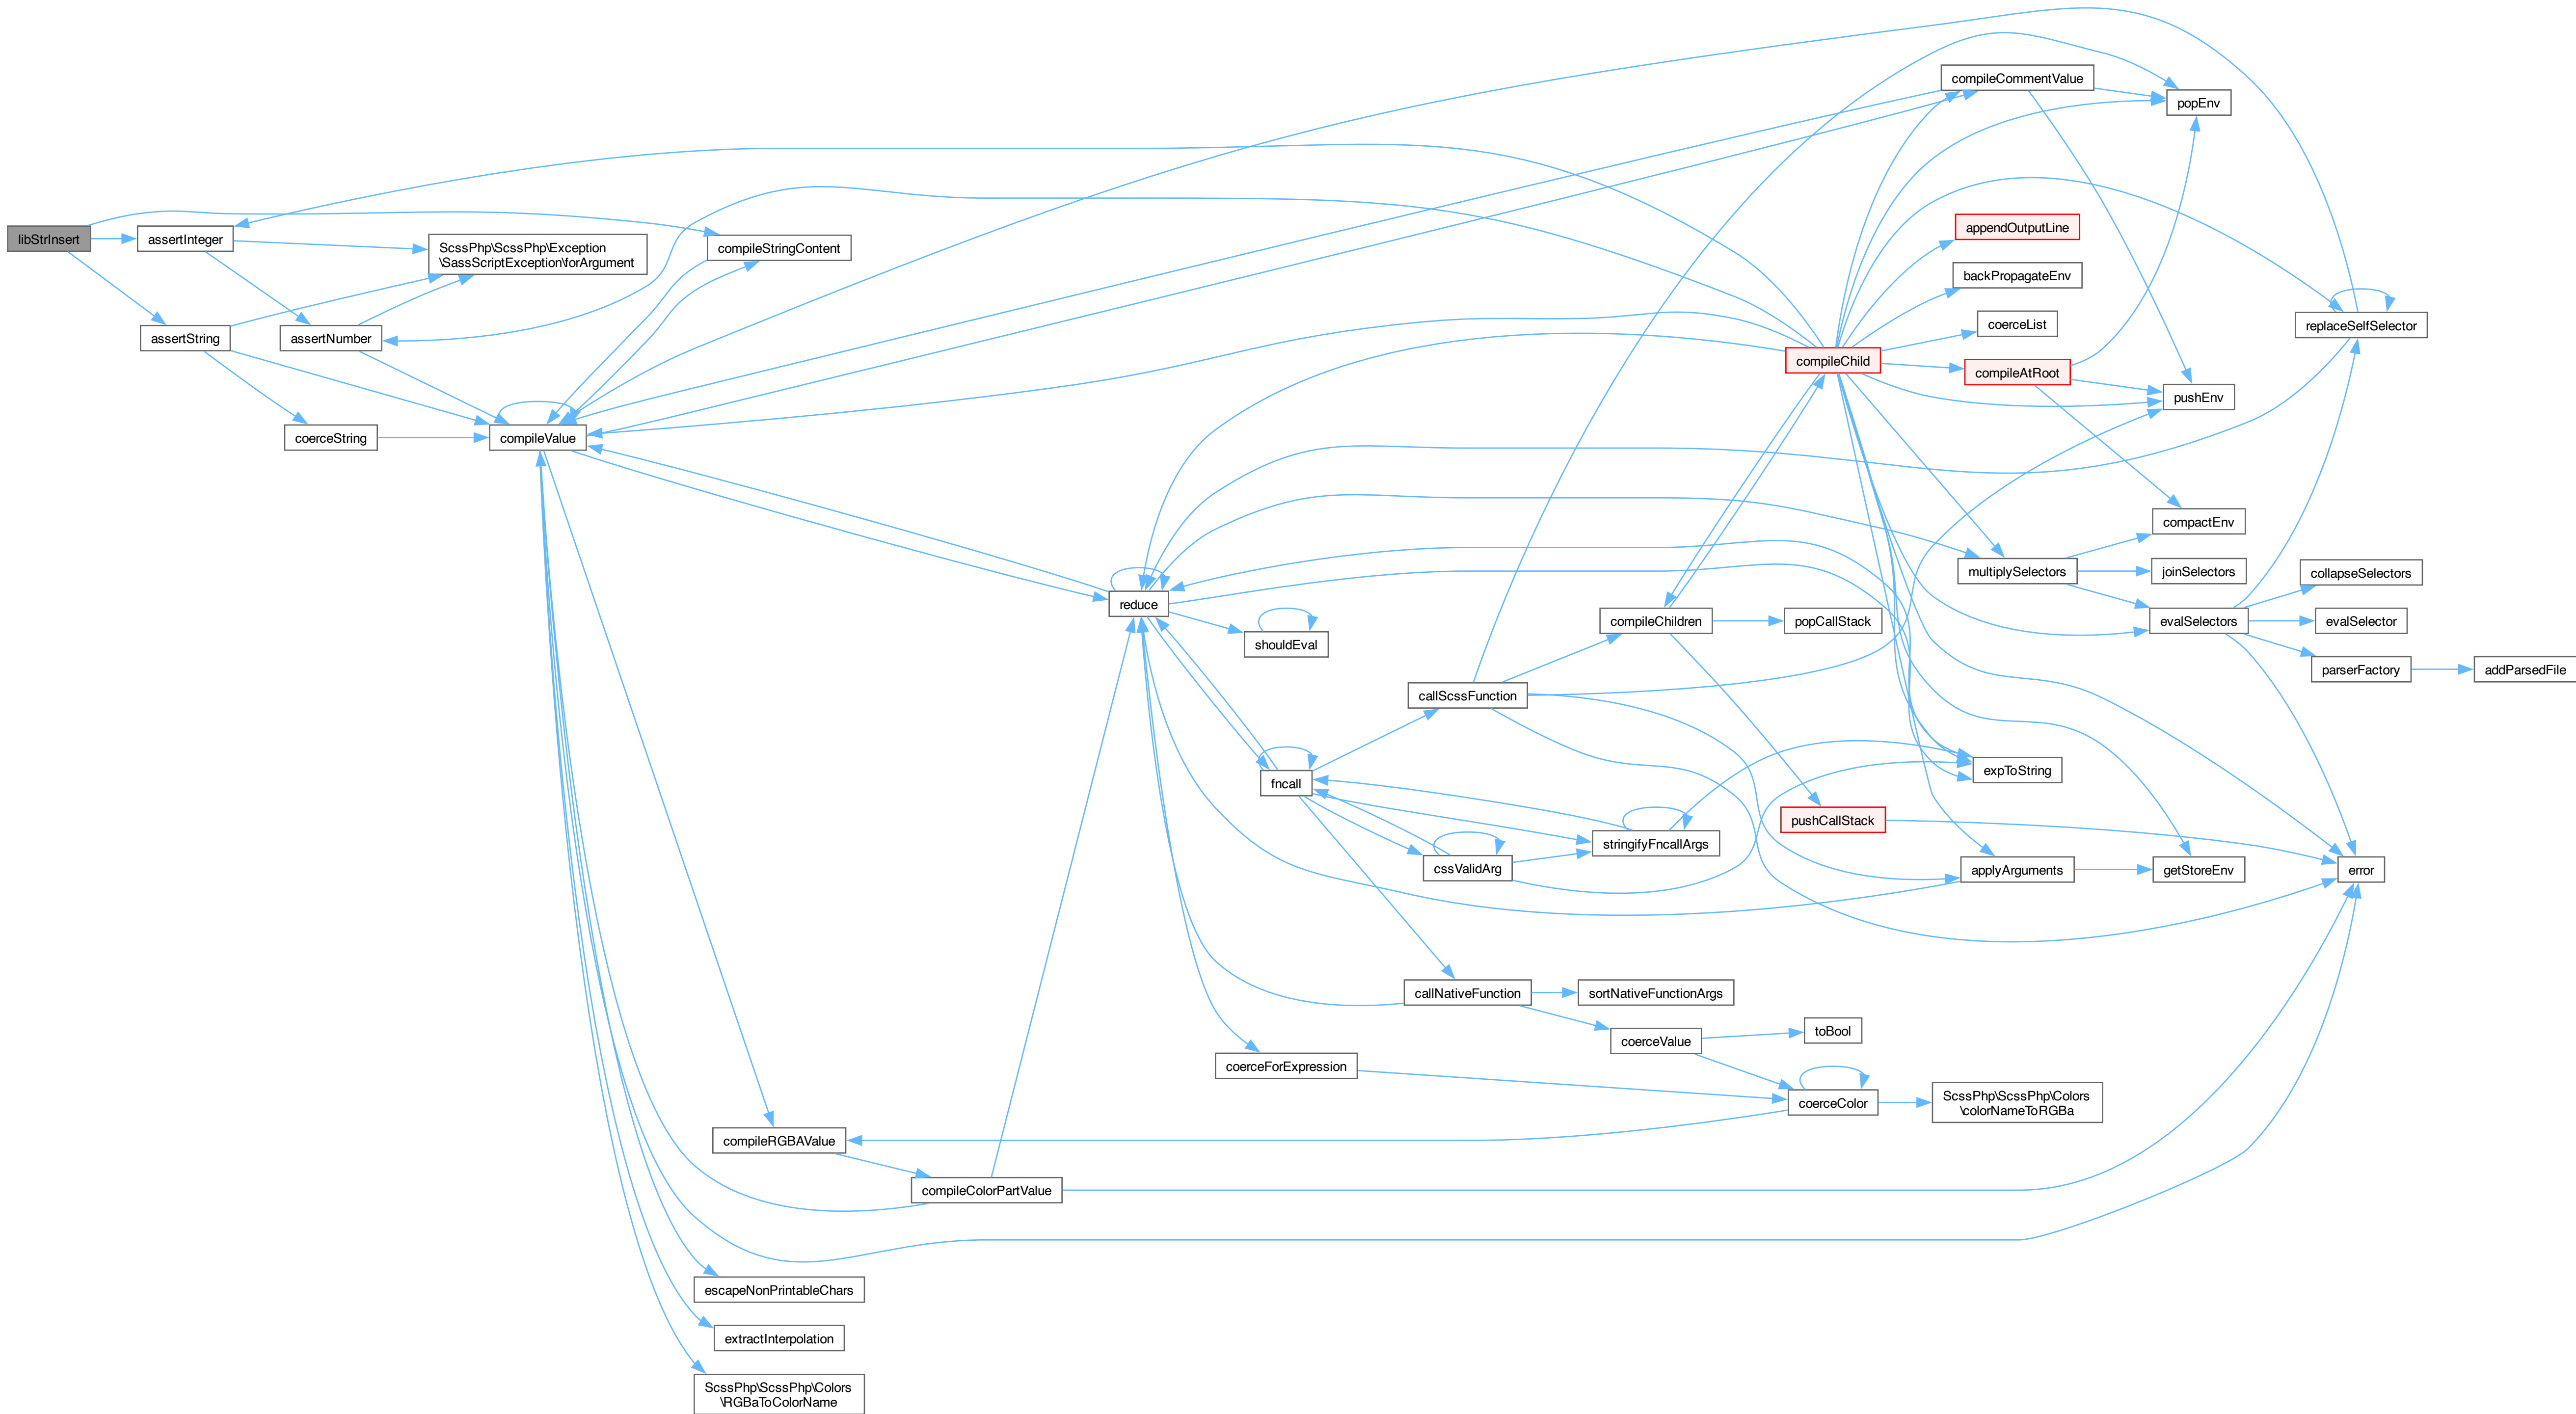 libStrInsert
assertInteger
assertString
ScssPhp\ScssPhp\Exception
\SassScriptException\forArgument
assertNumber
coerceString
compileStringContent
compileValue
reduce
shouldEval
fncall
callScssFunction
compileChildren
popCallStack
compileChild
pushCallStack
stringifyFncallArgs
cssValidArg
callNativeFunction
sortNativeFunctionArgs
coerceForExpression
coerceValue
toBool
coerceColor
ScssPhp\ScssPhp\Colors
\colorNameToRGBa
compileCommentValue
popEnv
appendOutputLine
backPropagateEnv
coerceList
compileAtRoot
pushEnv
replaceSelfSelector
compactEnv
multiplySelectors
joinSelectors
evalSelectors
collapseSelectors
evalSelector
parserFactory
addParsedFile
expToString
applyArguments
getStoreEnv
error
compileRGBAValue
compileColorPartValue
escapeNonPrintableChars
extractInterpolation
ScssPhp\ScssPhp\Colors
\RGBaToColorName